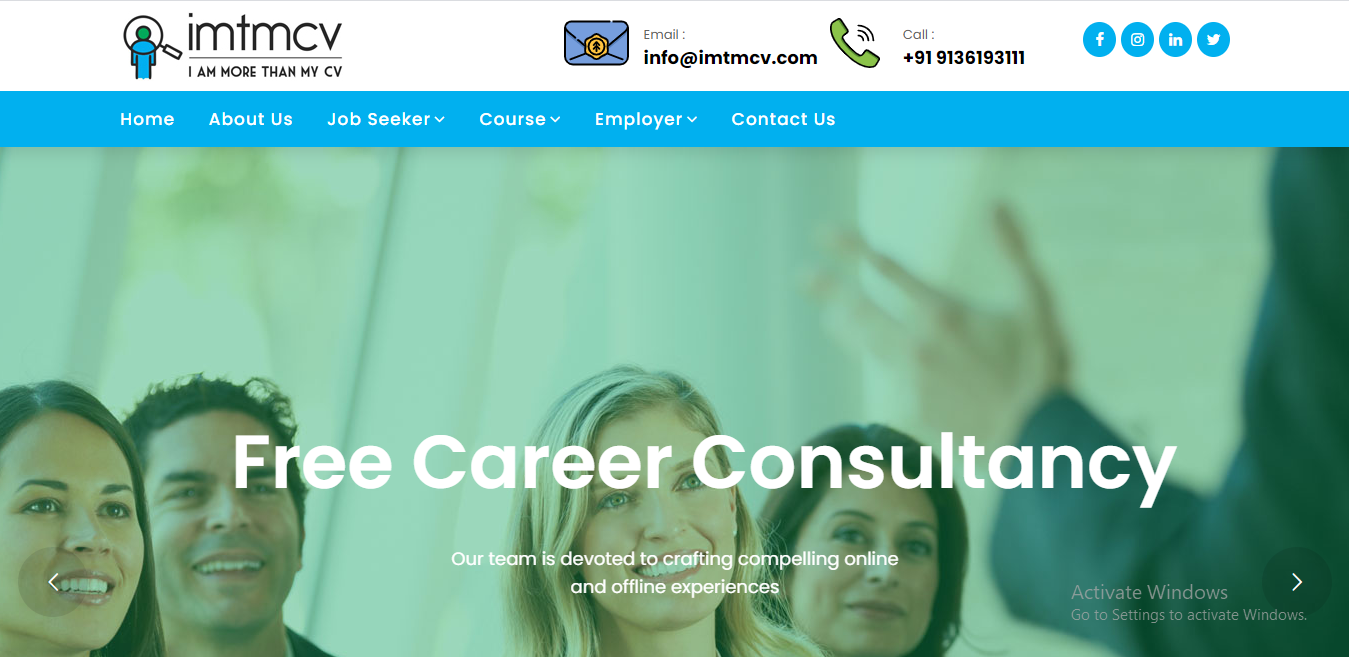 imtmcv
I AM MORE THAN MY CV
Email :
info@imtmcv.com
Call :
+91 9136193111
Home
About Us
Job Seeker
Course
Employer
Contact Us
Free Career Consultancy
Our team is devoted to crafting compelling online
and offline experiences
Activate Windows
Go to Settings to activate Windows.